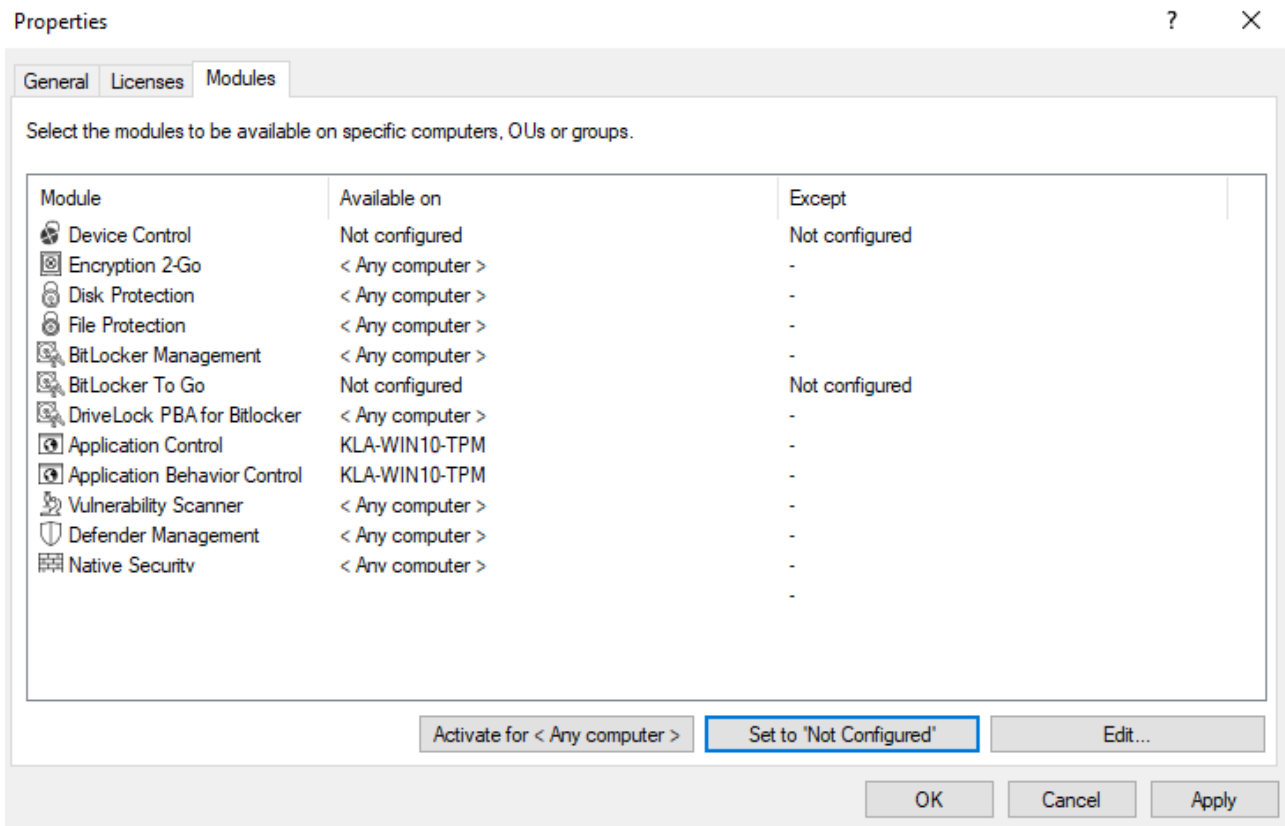 Properties ? ×
General Licenses Modules
Select the modules to be available on specific computers, OUs or groups.
Module Available on Except
Device Control Not configured Not configured
Encryption 2-Go < Any computer > -
Disk Protection < Any computer > -
File Protection < Any computer > -
BitLocker Management < Any computer > -
BitLocker To Go Not configured Not configured
DriveLock PBA for Bitlocker < Any computer > -
Application Control KLA-WIN10-TPM -
Application Behavior Control KLA-WIN10-TPM -
Vulnerability Scanner < Any computer > -
Defender Management < Any computer > -
Native Security < Any computer > -
-
Activate for < Any computer > Set to 'Not Configured' Edit...
OK Cancel Apply